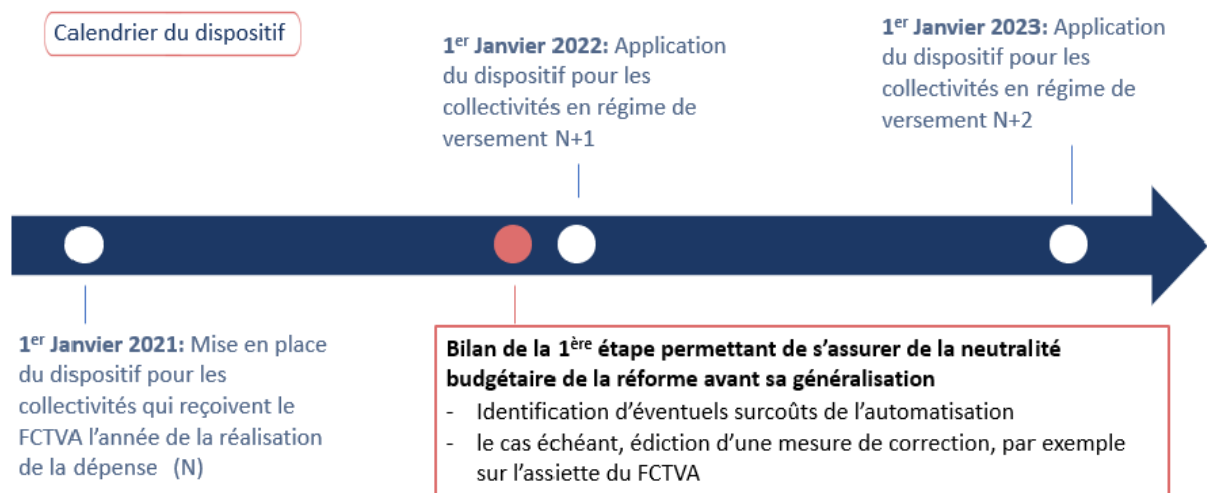 Calendrier du dispositif
1er Janvier 2022: Application
du dispositif pour les
collectivités en régime de
versement N+1
1er Janvier 2023: Application
du dispositif pour les
collectivités en régime de
versement N+2
1er Janvier 2021: Mise en place
du dispositif pour les
collectivités qui reçoivent le
FCTVA l’année de la réalisation
de la dépense (N)
Bilan de la 1ère étape permettant de s’assurer de la neutralité
budgétaire de la réforme avant sa généralisation
- Identification d’éventuels surcoûts de l’automatisation
- le cas échéant, édiction d’une mesure de correction, par exemple
sur l’assiette du FCTVA